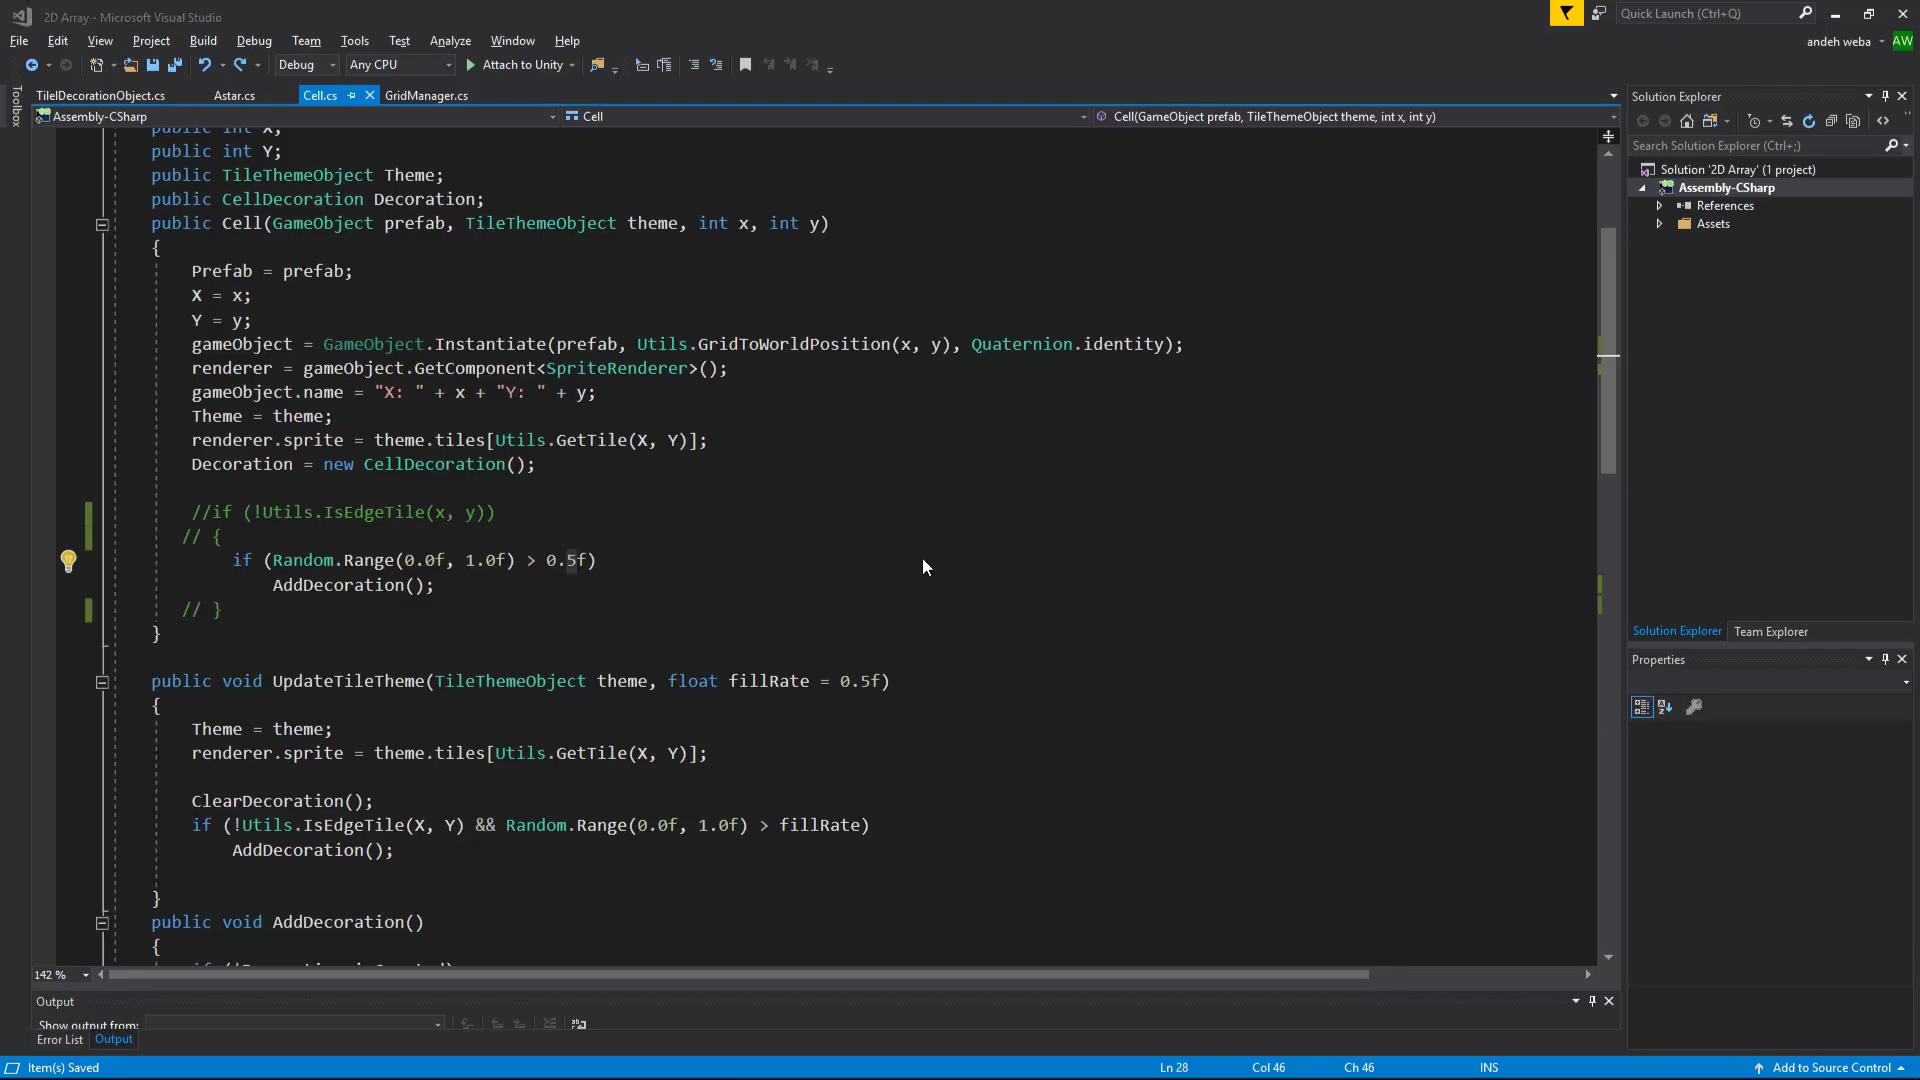 2D Array - Microsoft Visual Studio
Quick Launch (Ctrl+Q)
File Edit View Project Build Debug Team Tools Test Analyze Window Help
andeh weba AW
Debug Any CPU Attach to Unity
Toolbox
TileIDecorationObject.cs Astar.cs Cell.cs GridManager.cs
Assembly-CSharp Cell Cell(GameObject prefab, TileThemeObject theme, int x, int y)
public int X;
public int Y;
public TileThemeObject Theme;
public CellDecoration Decoration;
public Cell(GameObject prefab, TileThemeObject theme, int x, int y)
{
Prefab = prefab;
X = x;
Y = y;
gameObject = GameObject.Instantiate(prefab, Utils.GridToWorldPosition(x, y), Quaternion.identity);
renderer = gameObject.GetComponent<SpriteRenderer>();
gameObject.name = "X: " + x + "Y: " + y;
Theme = theme;
renderer.sprite = theme.tiles[Utils.GetTile(X, Y)];
Decoration = new CellDecoration();
//if (!Utils.IsEdgeTile(x, y))
// {
if (Random.Range(0.0f, 1.0f) > 0.5f)
AddDecoration();
// }
}
public void UpdateTileTheme(TileThemeObject theme, float fillRate = 0.5f)
{
Theme = theme;
renderer.sprite = theme.tiles[Utils.GetTile(X, Y)];
ClearDecoration();
if (!Utils.IsEdgeTile(X, Y) && Random.Range(0.0f, 1.0f) > fillRate)
AddDecoration();
}
public void AddDecoration()
{
142 %
Output
Show output from:
Error List Output
Solution Explorer
Search Solution Explorer (Ctrl+;)
Solution '2D Array' (1 project)
Assembly-CSharp
References
Assets
Solution Explorer Team Explorer
Properties
Item(s) Saved Ln 28 Col 46 Ch 46 INS Add to Source Control